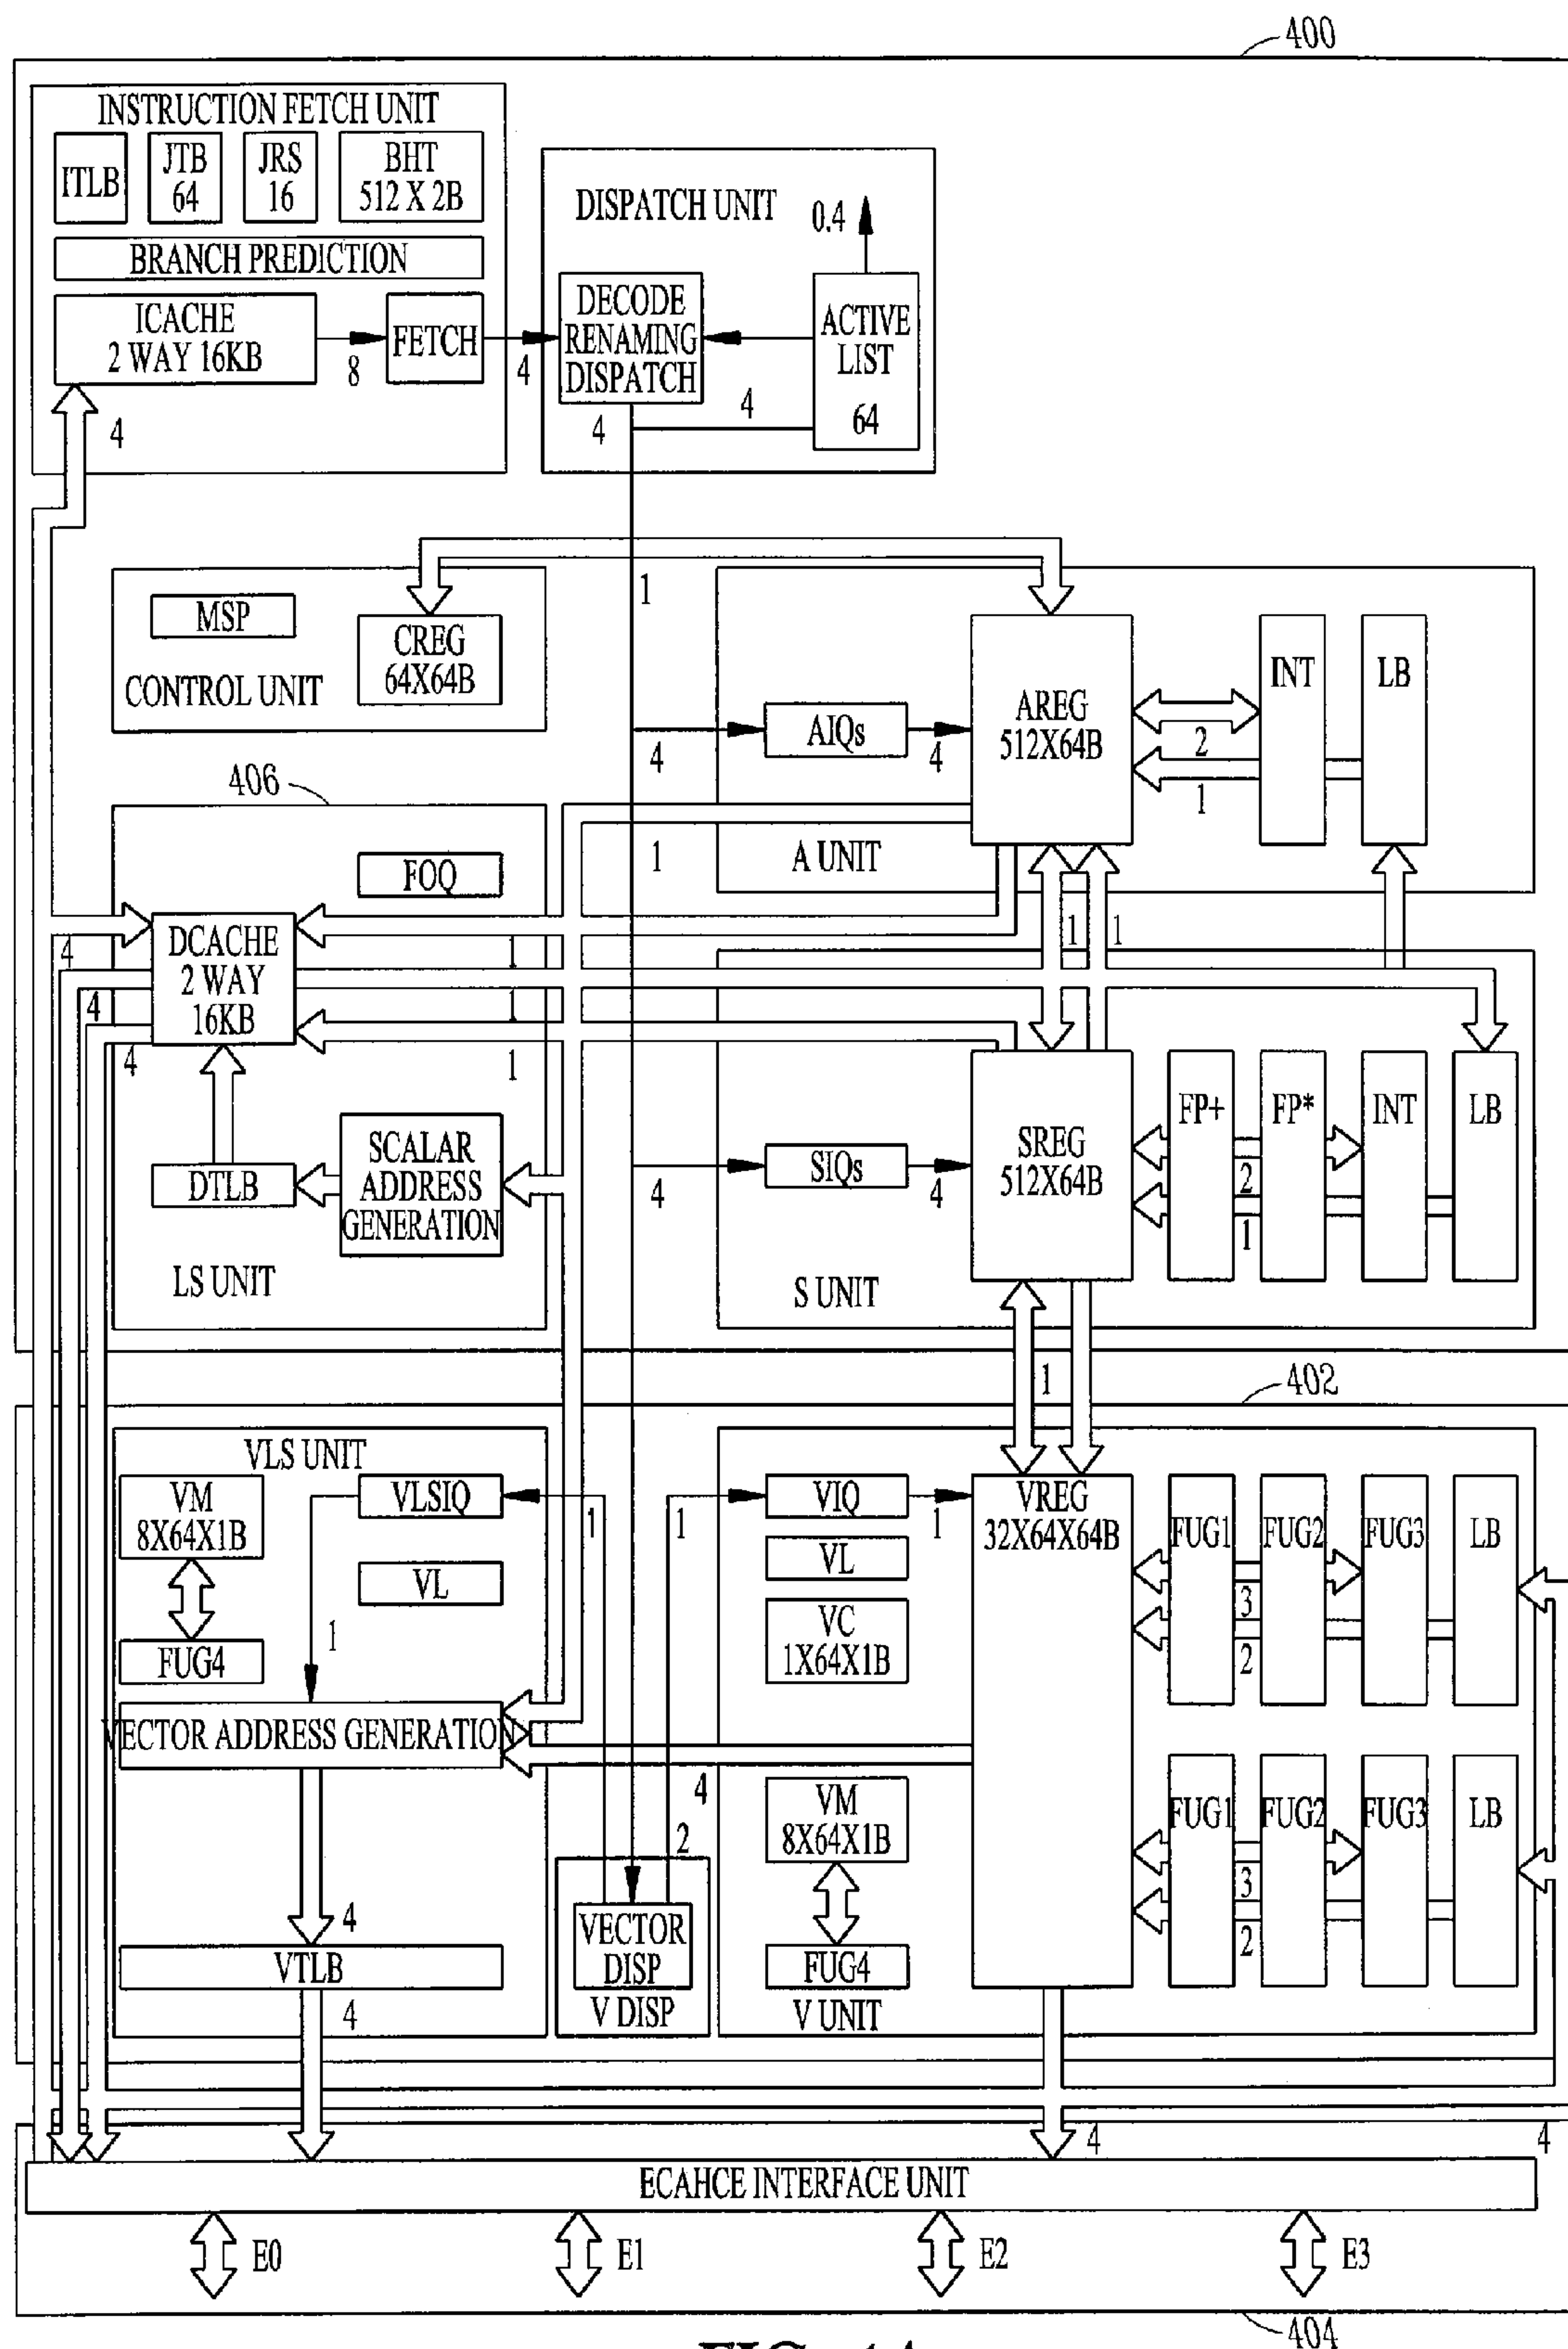 400
INSTRUCTION FETCH UNIT
ITLB
JTB
64
JRS
16
BHT
512 X 2B
BRANCH PREDICTION
ICACHE
2 WAY 16KB
8
FETCH
4
4
DISPATCH UNIT
0.4
DECODE
RENAMING
DISPATCH
ACTIVE
LIST
64
4
4
1
MSP
CREG
64X64B
CONTROL UNIT
AIQs
4
4
AREG
512X64B
INT
LB
2
1
A UNIT
1
406
FOQ
DCACHE
2 WAY
16KB
4
4
4
1
1
1
1
1
DTLB
SCALAR
ADDRESS
GENERATION
LS UNIT
SIQs
4
4
SREG
512X64B
FP+
FP*
INT
LB
2
1
S UNIT
1
402
VLS UNIT
VM
8X64X1B
VLSIQ
1
VL
FUG4
1
VECTOR ADDRESS GENERATION
4
VTLB
4
1
VIQ
1
VL
VC
1X64X1B
VREG
32X64X64B
FUG1
FUG2
FUG3
LB
3
2
4
2
VM
8X64X1B
FUG4
V UNIT
VECTOR
DISP
V DISP
FUG1
FUG2
FUG3
LB
3
2
4
4
ECAHCE INTERFACE UNIT
E0
E1
E2
E3
404